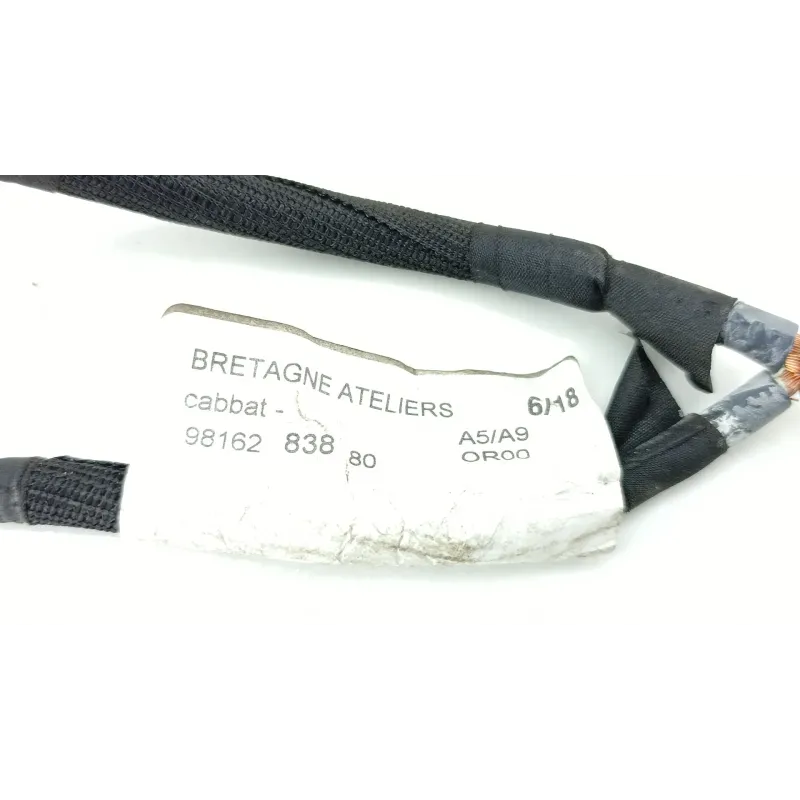 BRETAGNE ATELIERS 6/18
cabbat - A5/A9
98162 838 80 OR00